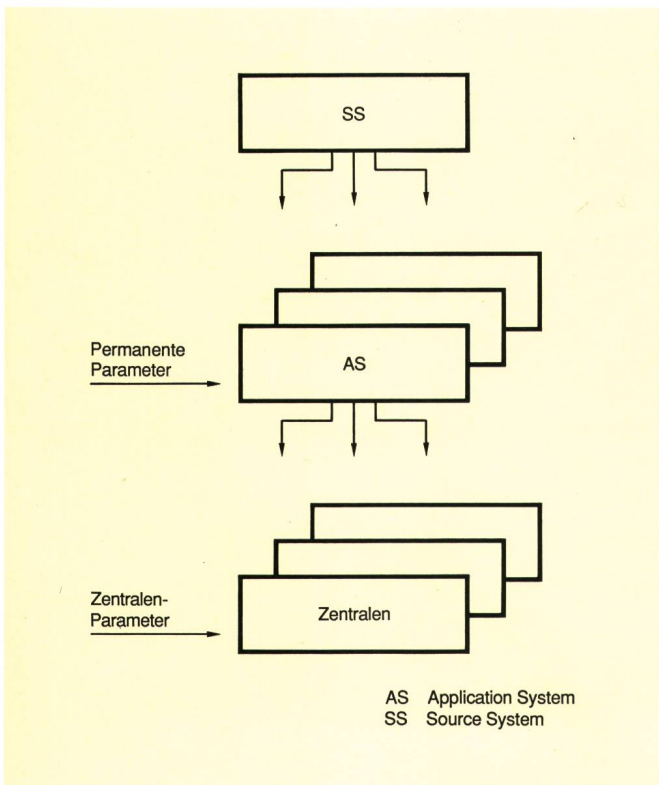 SS
Permanente
Parameter
AS
Zentralen-
Parameter
Zentralen
AS Application System
SS Source System